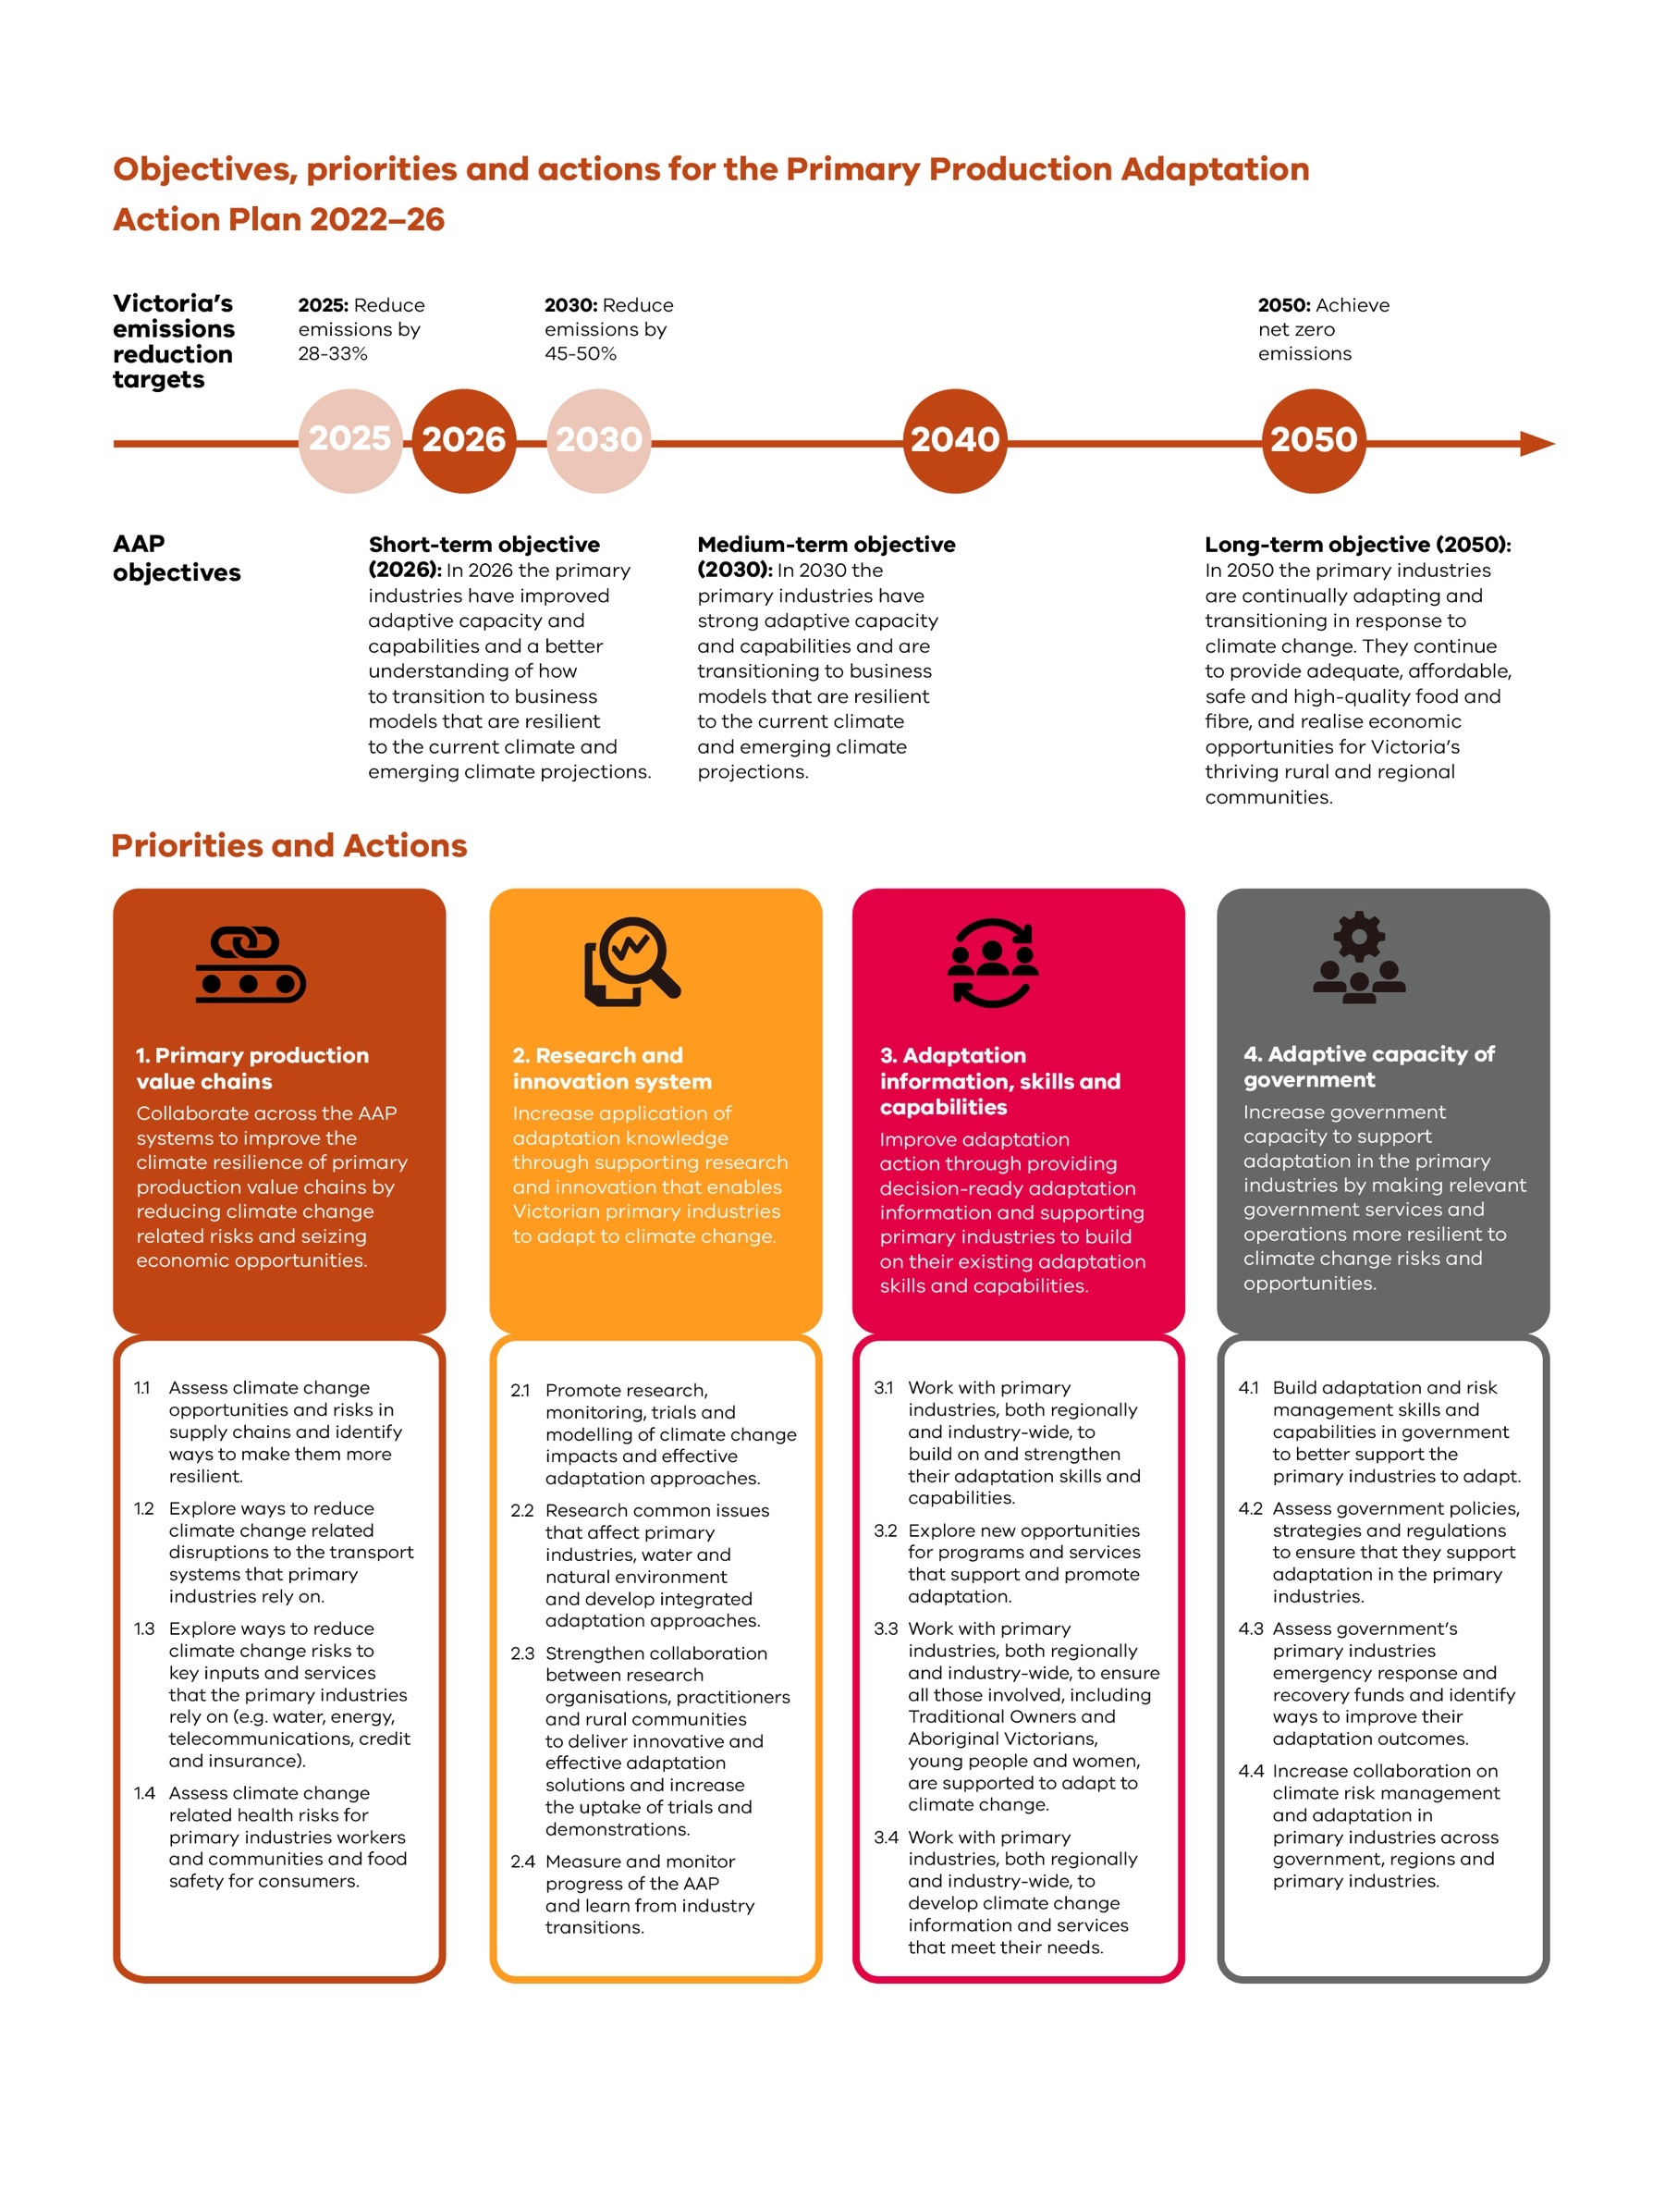 Objectives, priorities and actions for the Primary Production Adaptation
Action Plan 2022–26
Victoria's
emissions
reduction
targets
2025: Reduce
emissions by
28-33%
2030: Reduce
emissions by
45-50%
2050: Achieve
net zero
emissions
2025
2026
2030
2040
2050
AAP
objectives
Short-term objective
(2026): In 2026 the primary
industries have improved
adaptive capacity and
capabilities and a better
understanding of how
to transition to business
models that are resilient
to the current climate and
emerging climate projections.
Medium-term objective
(2030): In 2030 the
primary industries have
strong adaptive capacity
and capabilities and are
transitioning to business
models that are resilient
to the current climate
and emerging climate
projections.
Long-term objective (2050):
In 2050 the primary industries
are continually adapting and
transitioning in response to
climate change. They continue
to provide adequate, affordable,
safe and high-quality food and
fibre, and realise economic
opportunities for Victoria's
thriving rural and regional
communities.
Priorities and Actions
1. Primary production
value chains
Collaborate across the AAP
systems to improve the
climate resilience of primary
production value chains by
reducing climate change
related risks and seizing
economic opportunities.
1.1 Assess climate change
opportunities and risks in
supply chains and identify
ways to make them more
resilient.
1.2 Explore ways to reduce
climate change related
disruptions to the transport
systems that primary
industries rely on.
1.3 Explore ways to reduce
climate change risks to
key inputs and services
that the primary industries
rely on (e.g. water, energy,
telecommunications, credit
and insurance).
1.4 Assess climate change
related health risks for
primary industries workers
and communities and food
safety for consumers.
2. Research and
innovation system
Increase application of
adaptation knowledge
through supporting research
and innovation that enables
Victorian primary industries
to adapt to climate change.
2.1 Promote research,
monitoring, trials and
modelling of climate change
impacts and effective
adaptation approaches.
2.2 Research common issues
that affect primary
industries, water and
natural environment
and develop integrated
adaptation approaches.
2.3 Strengthen collaboration
between research
organisations, practitioners
and rural communities
to deliver innovative and
effective adaptation
solutions and increase
the uptake of trials and
demonstrations.
2.4 Measure and monitor
progress of the AAP
and learn from industry
transitions.
3. Adaptation
information, skills and
capabilities
Improve adaptation
action through providing
decision-ready adaptation
information and supporting
primary industries to build
on their existing adaptation
skills and capabilities.
3.1 Work with primary
industries, both regionally
and industry-wide, to
build on and strengthen
their adaptation skills and
capabilities.
3.2 Explore new opportunities
for programs and services
that support and promote
adaptation.
3.3 Work with primary
industries, both regionally
and industry-wide, to ensure
all those involved, including
Traditional Owners and
Aboriginal Victorians,
young people and women,
are supported to adapt to
climate change.
3.4 Work with primary
industries, both regionally
and industry-wide, to
develop climate change
information and services
that meet their needs.
4. Adaptive capacity of
government
Increase government
capacity to support
adaptation in the primary
industries by making relevant
government services and
operations more resilient to
climate change risks and
opportunities.
4.1 Build adaptation and risk
management skills and
capabilities in government
to better support the
primary industries to adapt.
4.2 Assess government policies,
strategies and regulations
to ensure that they support
adaptation in the primary
industries.
4.3 Assess government's
primary industries
emergency response and
recovery funds and identify
ways to improve their
adaptation outcomes.
4.4 Increase collaboration on
climate risk management
and adaptation in
primary industries across
government, regions and
primary industries.